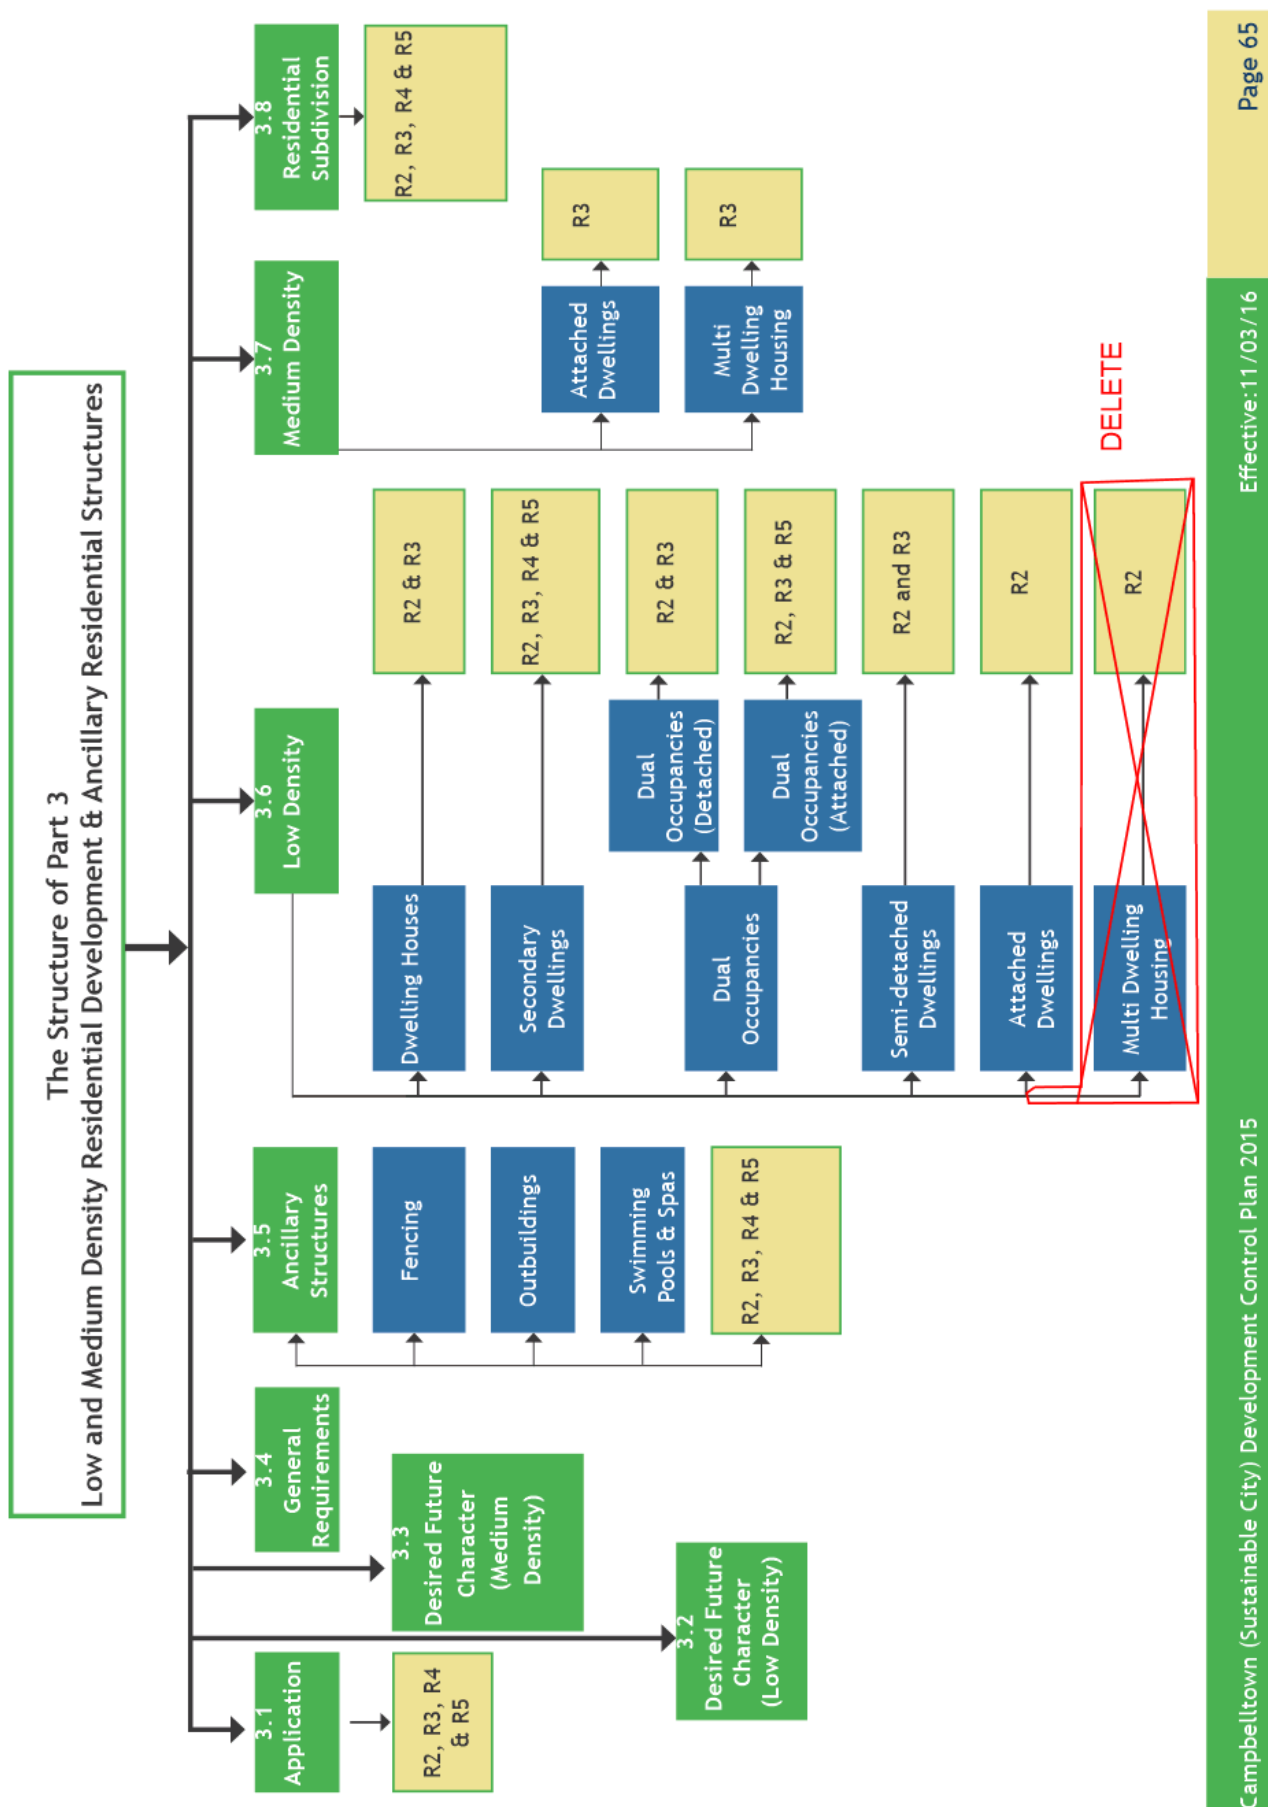 The Structure of Part 3
Low and Medium Density Residential Development & Ancillary Residential Structures
3.1
Application
R2, R3, R4
& R5
3.2
Desired Future
Character
(Low Density)
3.3
Desired Future
Character
(Medium
Density)
3.4
General
Requirements
3.5
Ancillary
Structures
Fencing
Outbuildings
Swimming
Pools & Spas
R2, R3, R4 & R5
3.6
Low Density
Dwelling Houses
R2 & R3
Secondary
Dwellings
R2, R3, R4 & R5
Dual
Occupancies
Dual
Occupancies
(Detached)
R2 & R3
Dual
Occupancies
(Attached)
R2, R3 & R5
Semi-detached
Dwellings
R2 and R3
Attached
Dwellings
R2
Multi Dwelling
Housing
R2
DELETE
3.7
Medium Density
Attached
Dwellings
R3
Multi
Dwelling
Housing
R3
3.8
Residential
Subdivision
R2, R3, R4 & R5
Campbelltown (Sustainable City) Development Control Plan 2015
Effective:11/03/16
Page 65